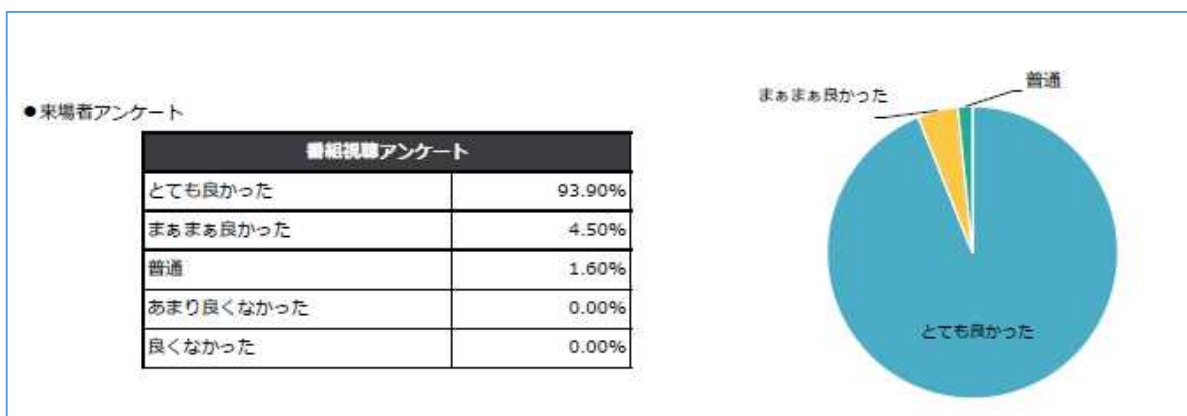 ●来場者アンケート
番組視聴アンケート
とても良かった 93.90%
まぁまぁ良かった 4.50%
普通 1.60%
あまり良くなかった 0.00%
良くなかった 0.00%
まぁまぁ良かった
普通
とても良かった